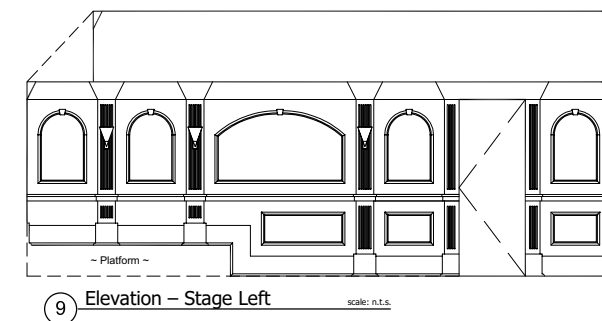 ~ Platform ~
9 Elevation – Stage Left scale: n.t.s.